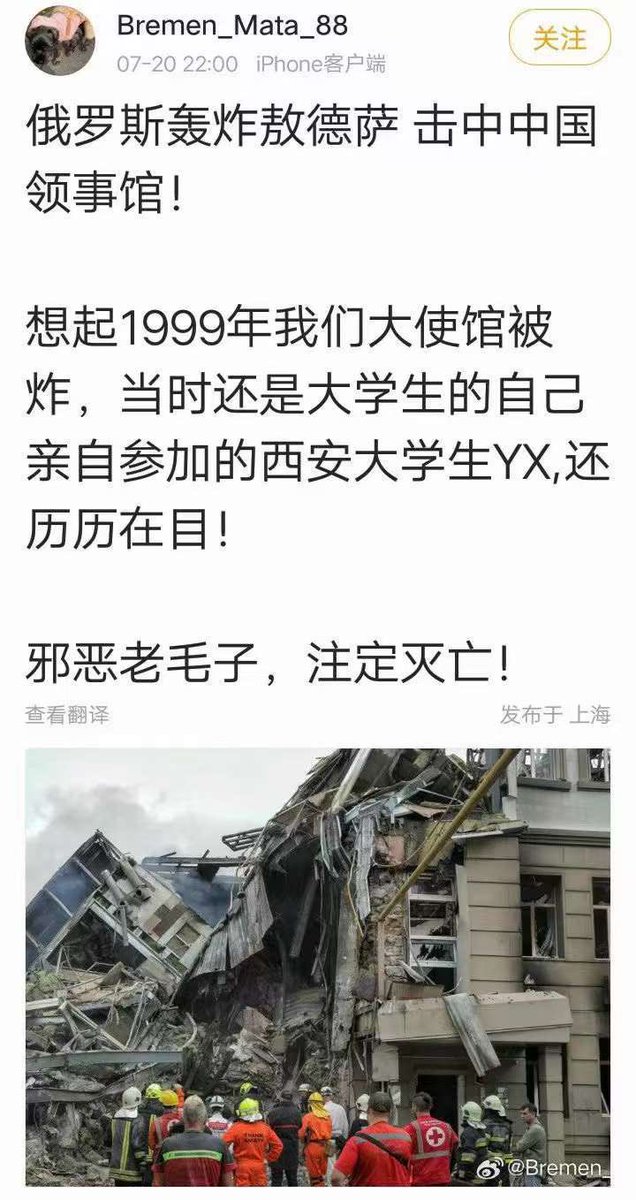 Bremen_Mata_88
关注
07-20 22:00 iPhone客户端
俄罗斯轰炸敖德萨 击中中国
领事馆！
想起1999年我们大使馆被
炸，当时还是大学生的自己
亲自参加的西安大学生YX,还
历历在目！
邪恶老毛子，注定灭亡！
查看翻译
发布于 上海
@Bremen_